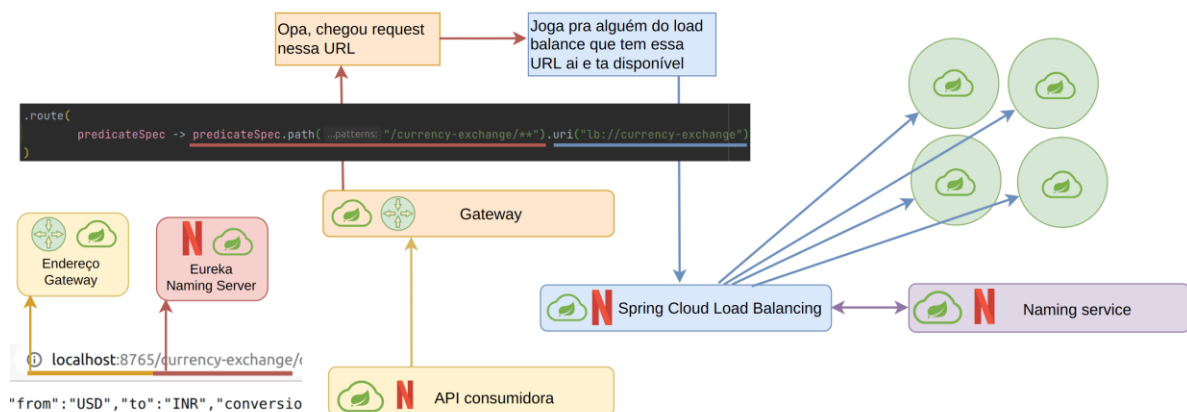 Opa, chegou request
nessa URL
Joga pra alguém do load
balance que tem essa
URL ai e ta disponível
.route(
predicateSpec -> predicateSpec.path( ...patterns: "/currency-exchange/**").uri("lb://currency-exchange")
)
Gateway
Endereço
Gateway
Eureka
Naming Server
Spring Cloud Load Balancing
Naming service
localhost:8765/currency-exchange/
API consumidora
"from":"USD","to":"INR","conversio